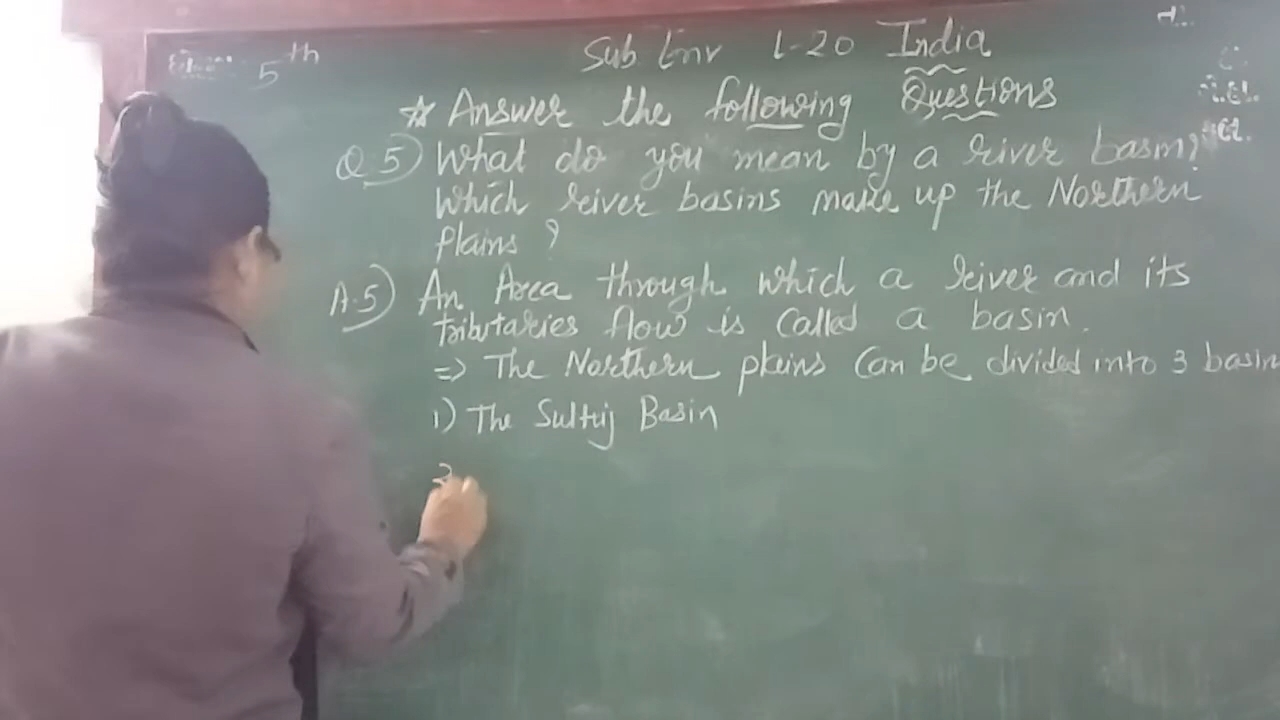 5th
Sub Env L-20 India
☆ Answer the following Questions
Q.5) What do you mean by a river basin?
Which river basins make up the Northern
plains ?
A.5) An Area through which a river and its
tributaries flow is called a basin.
=> The Northern plains can be divided into 3 basin
1) The Sultuj Basin
2